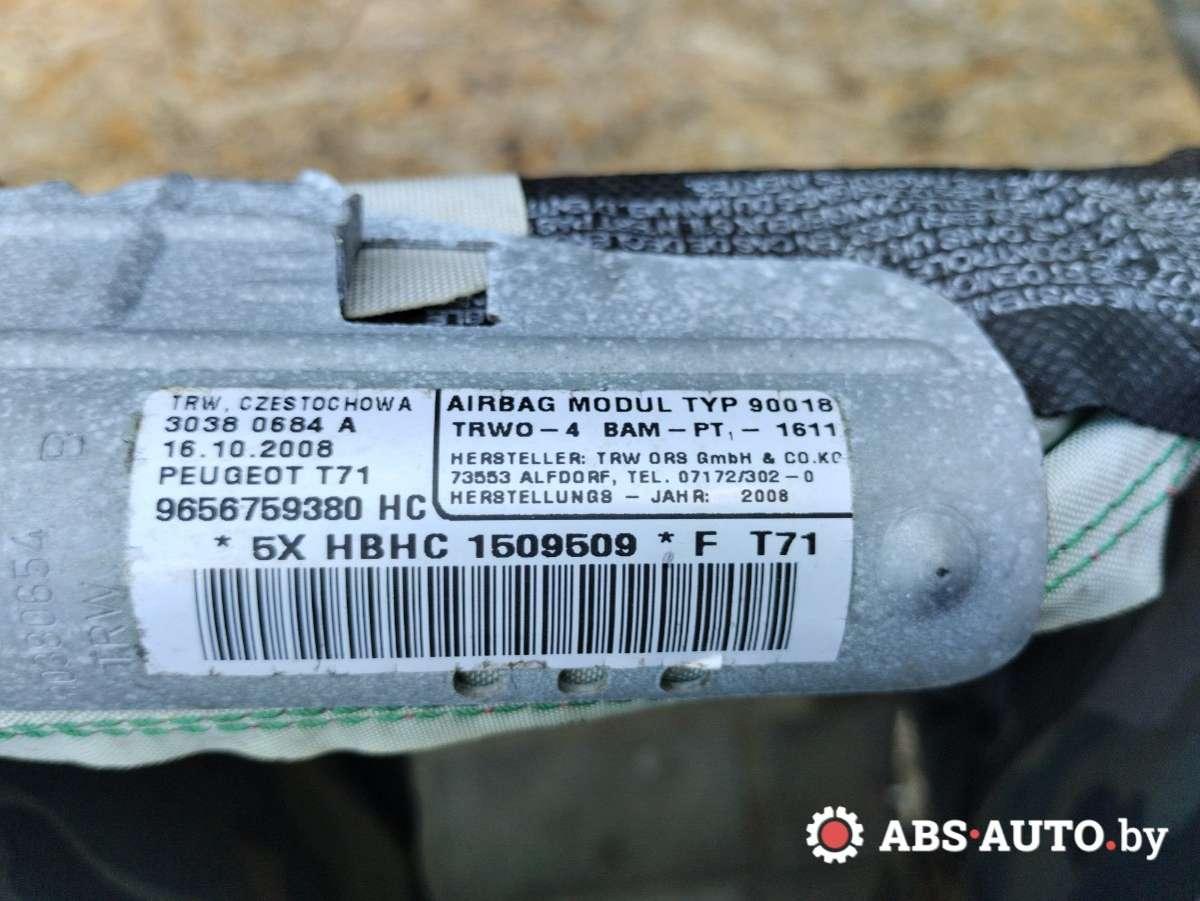 TRW, CZESTOCHOWA
3038 0684 A
16.10.2008
PEUGEOT T71
9656759380 HC
AIRBAG MODUL TYP 90018
TRWO-4 BAM-PT, - 1611
HERSTELLER: TRW ORS GmbH & CO.KG
73553 ALFDORF, TEL. 07172/302-0
HERSTELLUNGS - JAHR: 2008
* 5X HBHC 1509509 * F T71
TRW
B
ABS•AUTO.by